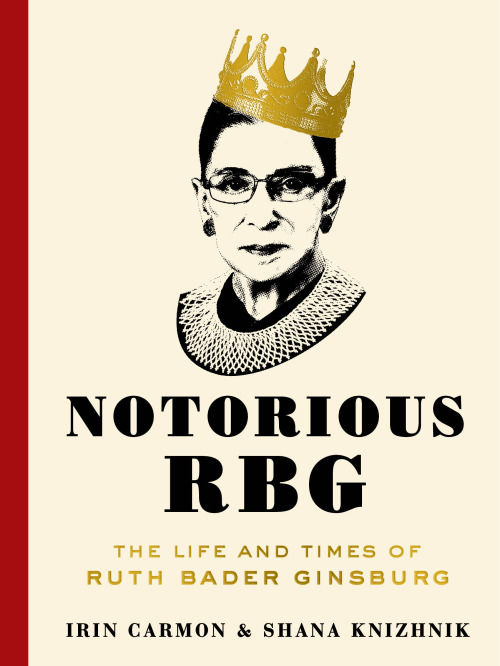 NOTORIOUS
RBG
THE LIFE AND TIMES OF
RUTH BADER GINSBURG
IRIN CARMON & SHANA KNIZHNIK